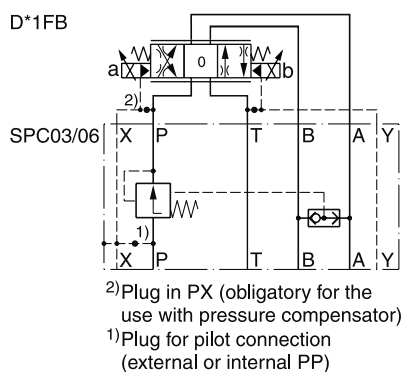 D*1FB
a 0 b
2)
SPC03/06 X P T B A Y
1)
X P T B A Y
2)Plug in PX (obligatory for the
use with pressure compensator)
1)Plug for pilot connection
(external or internal PP)